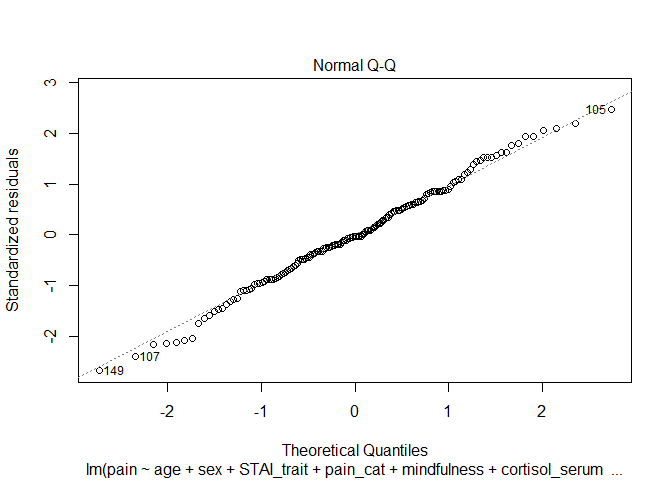 Normal Q-Q
3
2
1
0
-1
-2
Standardized residuals
105
107
149
-2 -1 0 1 2
Theoretical Quantiles
lm(pain ~ age + sex + STAI_trait + pain_cat + mindfulness + cortisol_serum ...